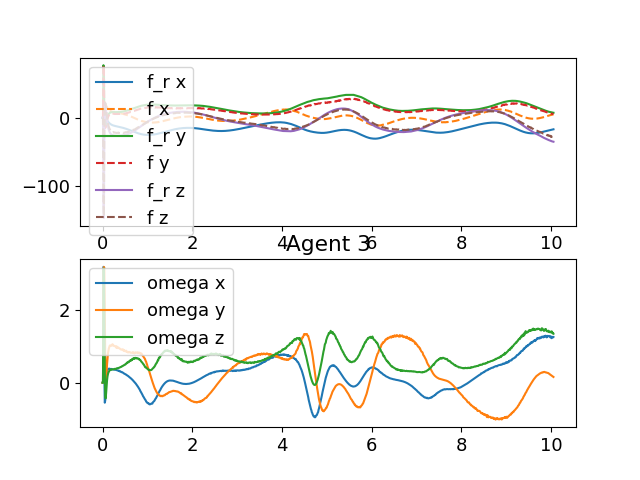 0
−100
f_r x
f x
f_r y
f y
f_r z
f z
0 2 4 6 8 10
Agent 3
2
0
omega x
omega y
omega z
0 2 4 6 8 10